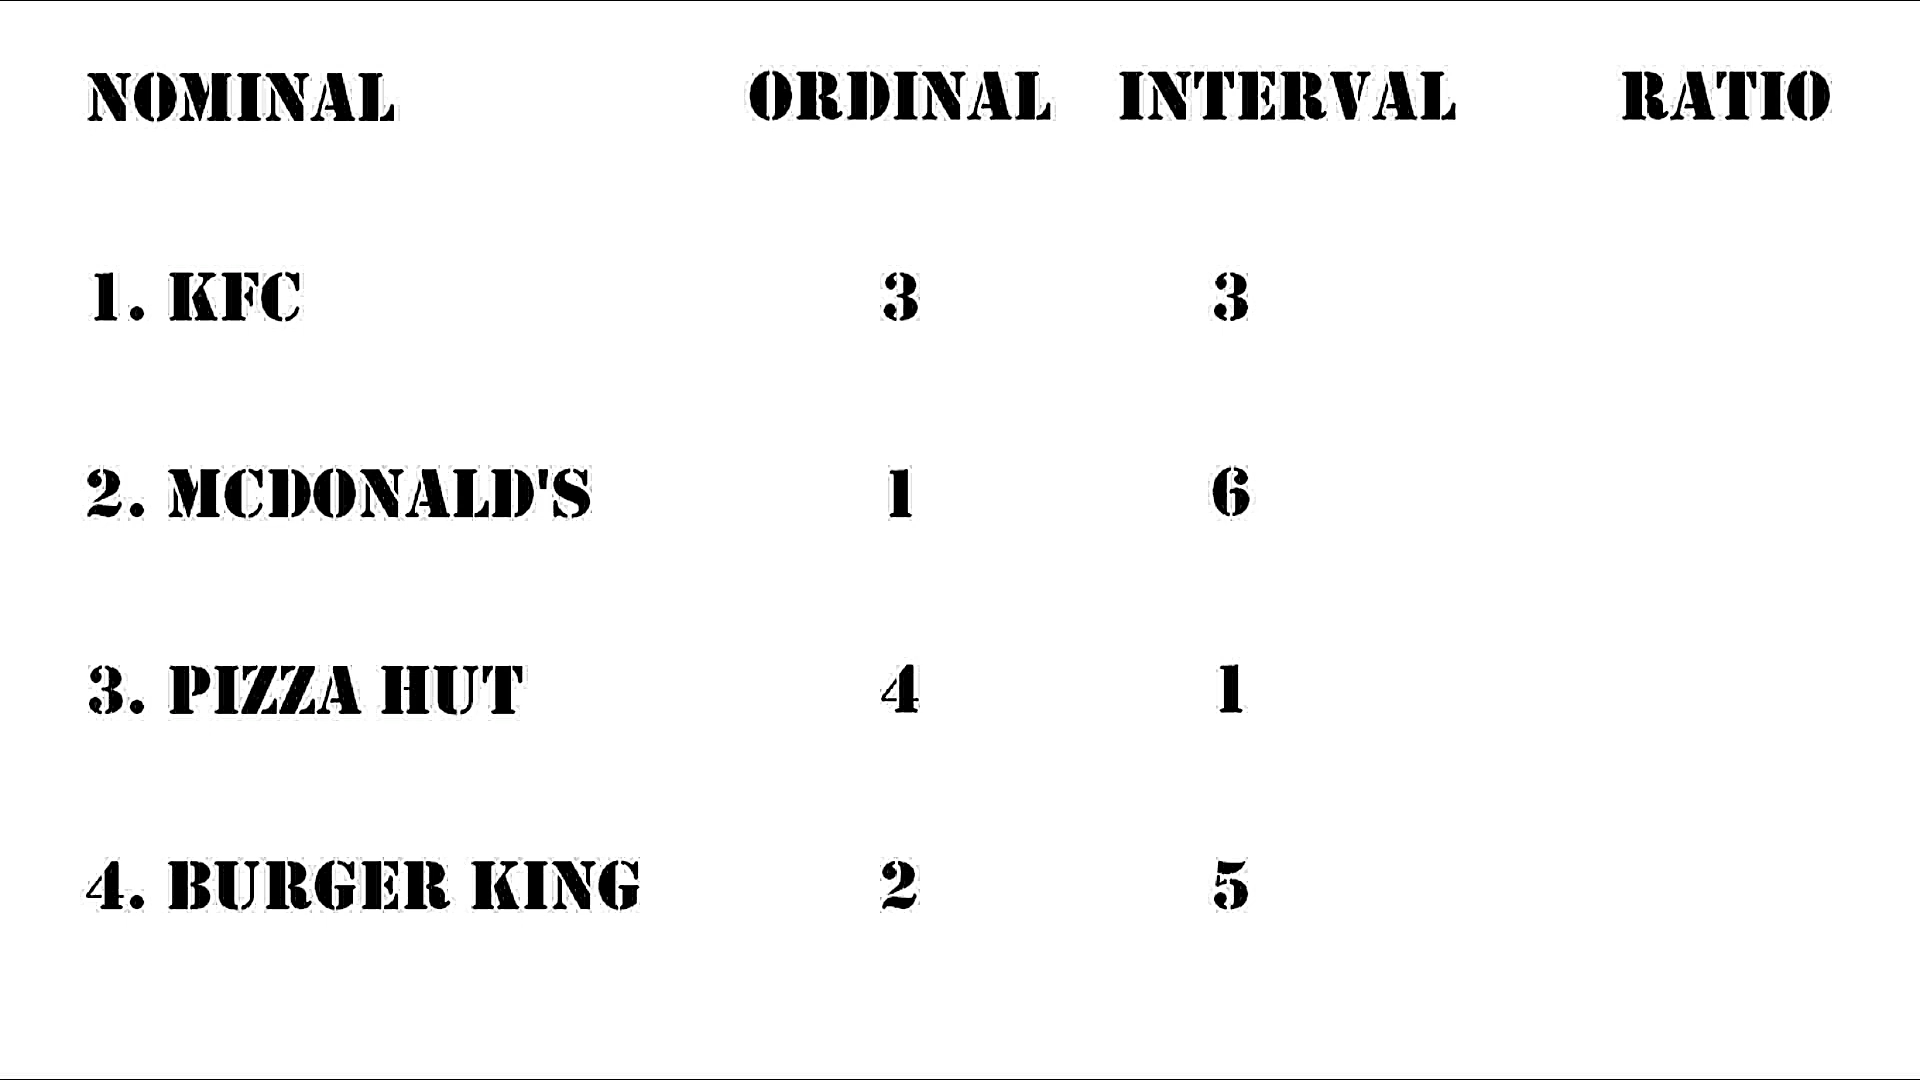 NOMINAL ORDINAL INTERVAL RATIO
1. KFC 3 3
2. MCDONALD'S 1 6
3. PIZZA HUT 4 1
4. BURGER KING 2 5